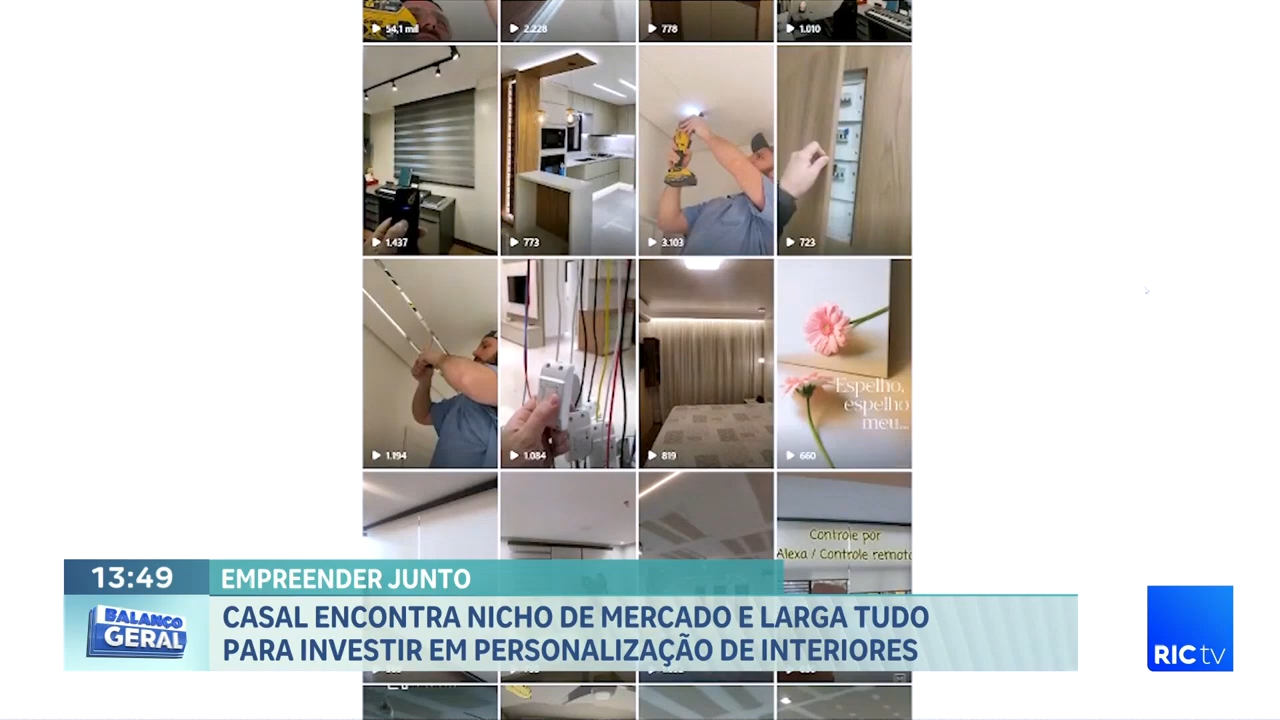 54,1 mil
2.228
778
1.010
1.437
773
3.103
723
1.194
1.084
819
660
Espelho,
espelho
meu...
Controle por
Alexa / Controle remoto
13:49
EMPREENDER JUNTO
BALANÇO
GERAL
CASAL ENCONTRA NICHO DE MERCADO E LARGA TUDO
PARA INVESTIR EM PERSONALIZAÇÃO DE INTERIORES
RIC tv